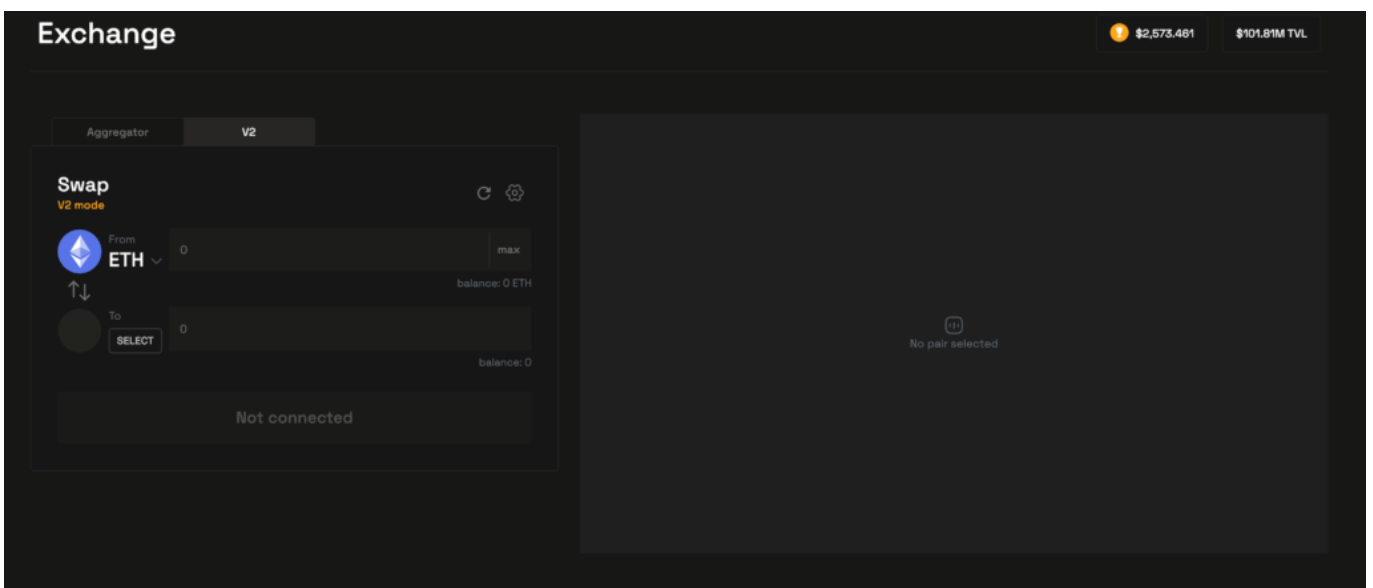 Exchange
$2,573.461
$101.81M TVL
Aggregator
V2
Swap
V2 mode
From
ETH
0
max
balance: 0 ETH
To
SELECT
0
balance: 0
Not connected
No pair selected